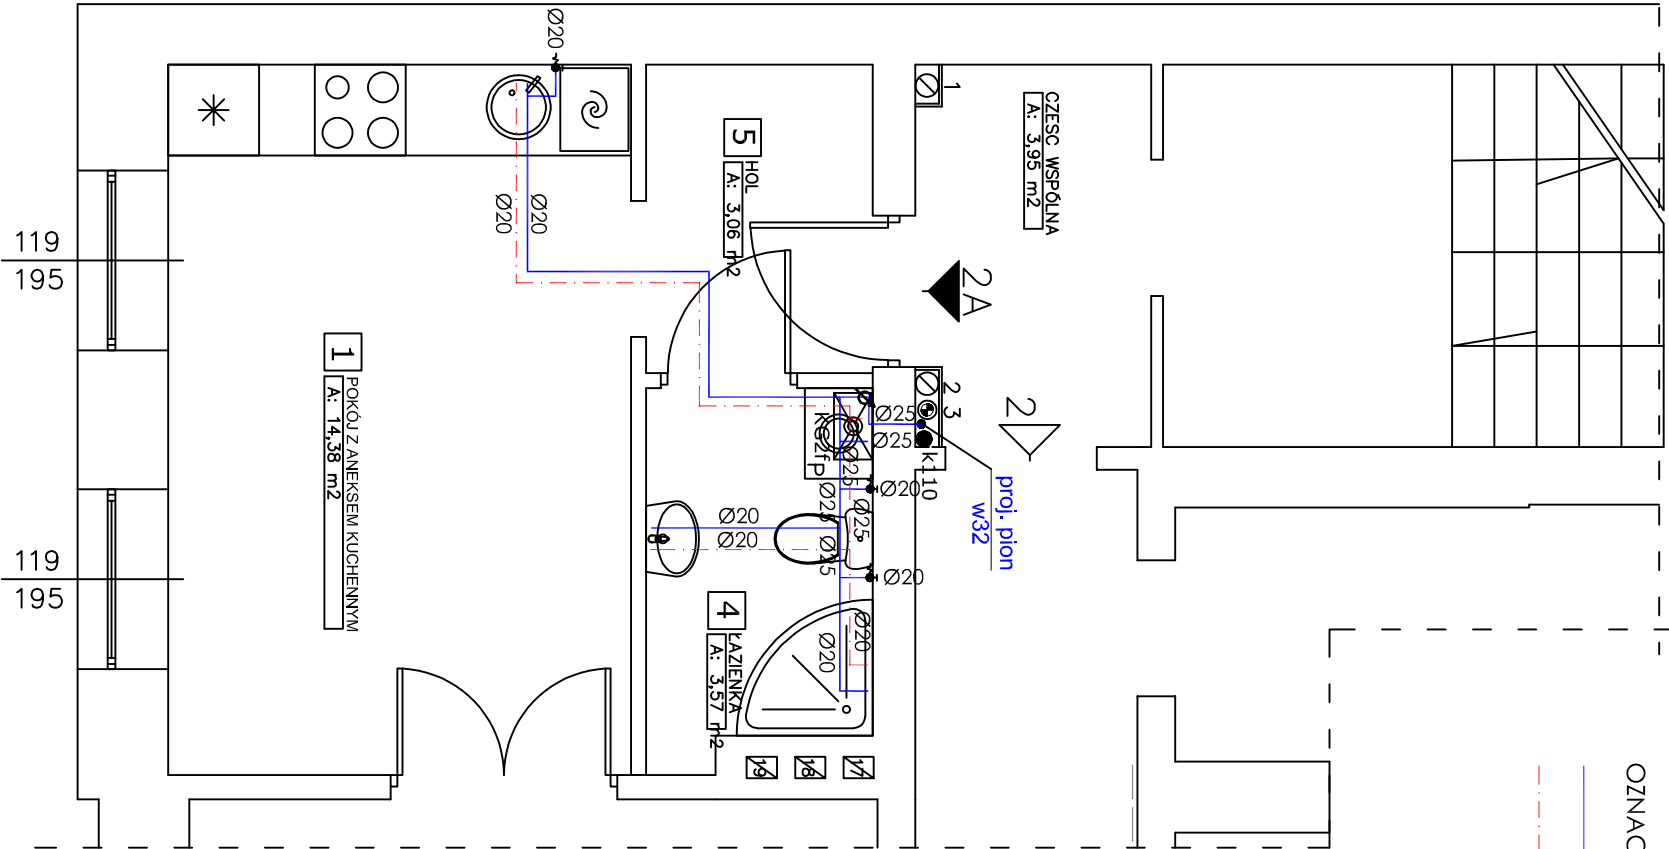 Ø20
1
CZESC WSPÓLNA
A: 3,95 m2
5
HOL
A: 3,06 m2
Ø20
Ø20
119
195
2A
2
1
POKÓJ Z ANEKSEM KUCHENNYM
A: 14,38 m2
2 3
Ø25
Ø25
k110
Ø25
proj. pion
w32
Ø20
Ø25
Ø25
Ø20
Ø20
Ø25
Ø20
119
195
4
ŁAZIENKA
A: 3,57 m2
Ø20
Ø20
19
18
17
OZNAC